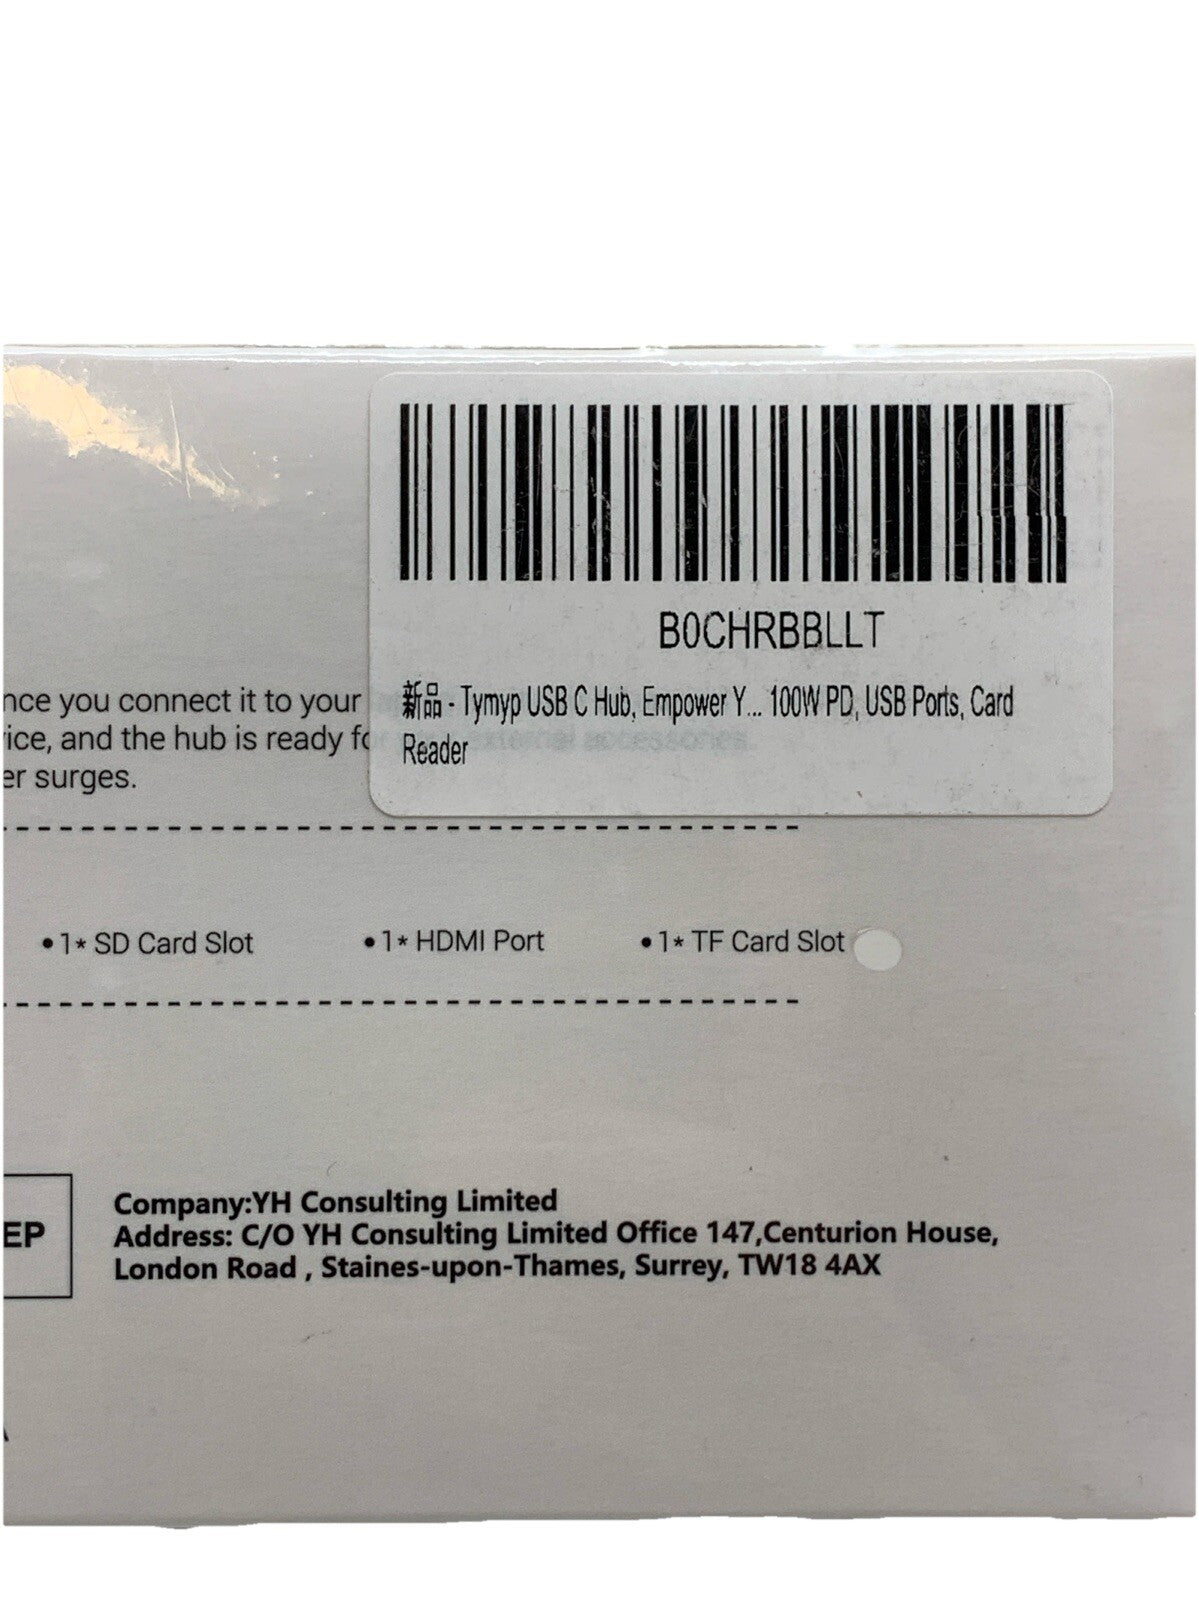 B0CHRBBLLT
新品 - Tymyp USB C Hub, Empower Y... 100W PD, USB Ports, Card
Reader
nce you connect it to your
ice, and the hub is ready fo external accessories.
er surges.
•1* SD Card Slot •1* HDMI Port •1* TF Card Slot
EP
Company:YH Consulting Limited
Address: C/O YH Consulting Limited Office 147,Centurion House,
London Road , Staines-upon-Thames, Surrey, TW18 4AX